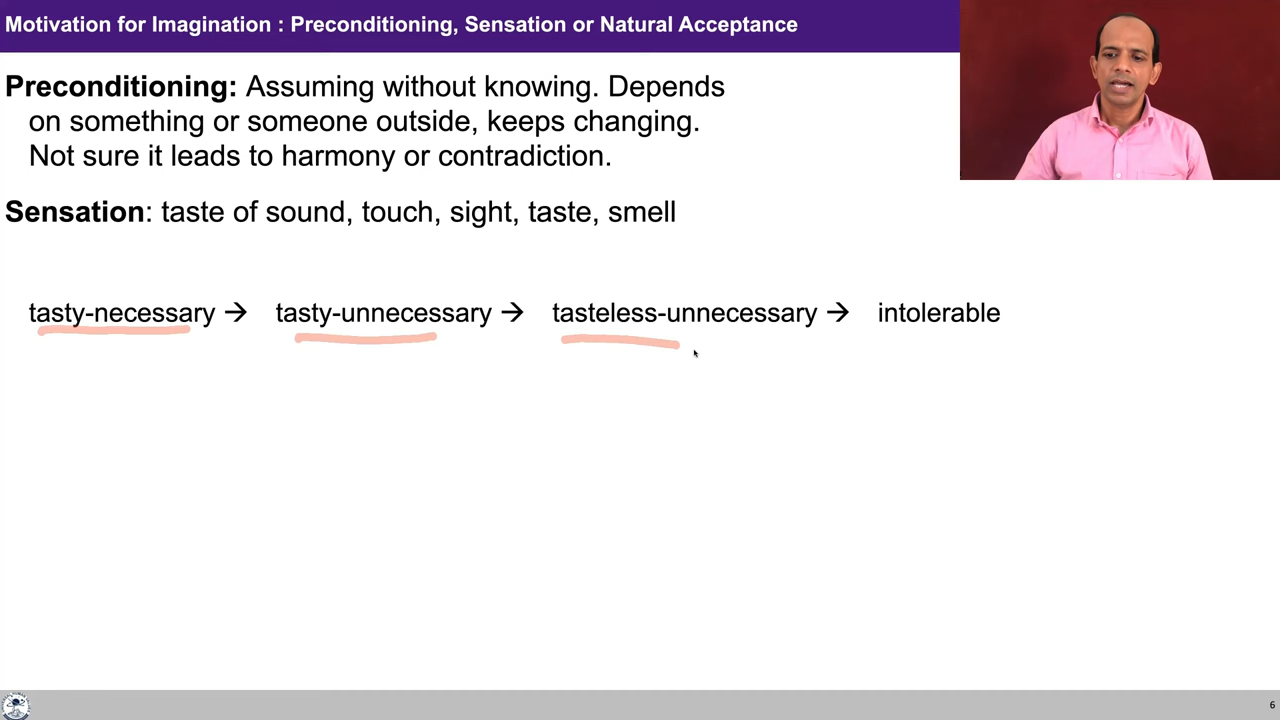 Motivation for Imagination : Preconditioning, Sensation or Natural Acceptance
Preconditioning: Assuming without knowing. Depends
on something or someone outside, keeps changing.
Not sure it leads to harmony or contradiction.
Sensation: taste of sound, touch, sight, taste, smell
tasty-necessary → tasty-unnecessary → tasteless-unnecessary → intolerable
6